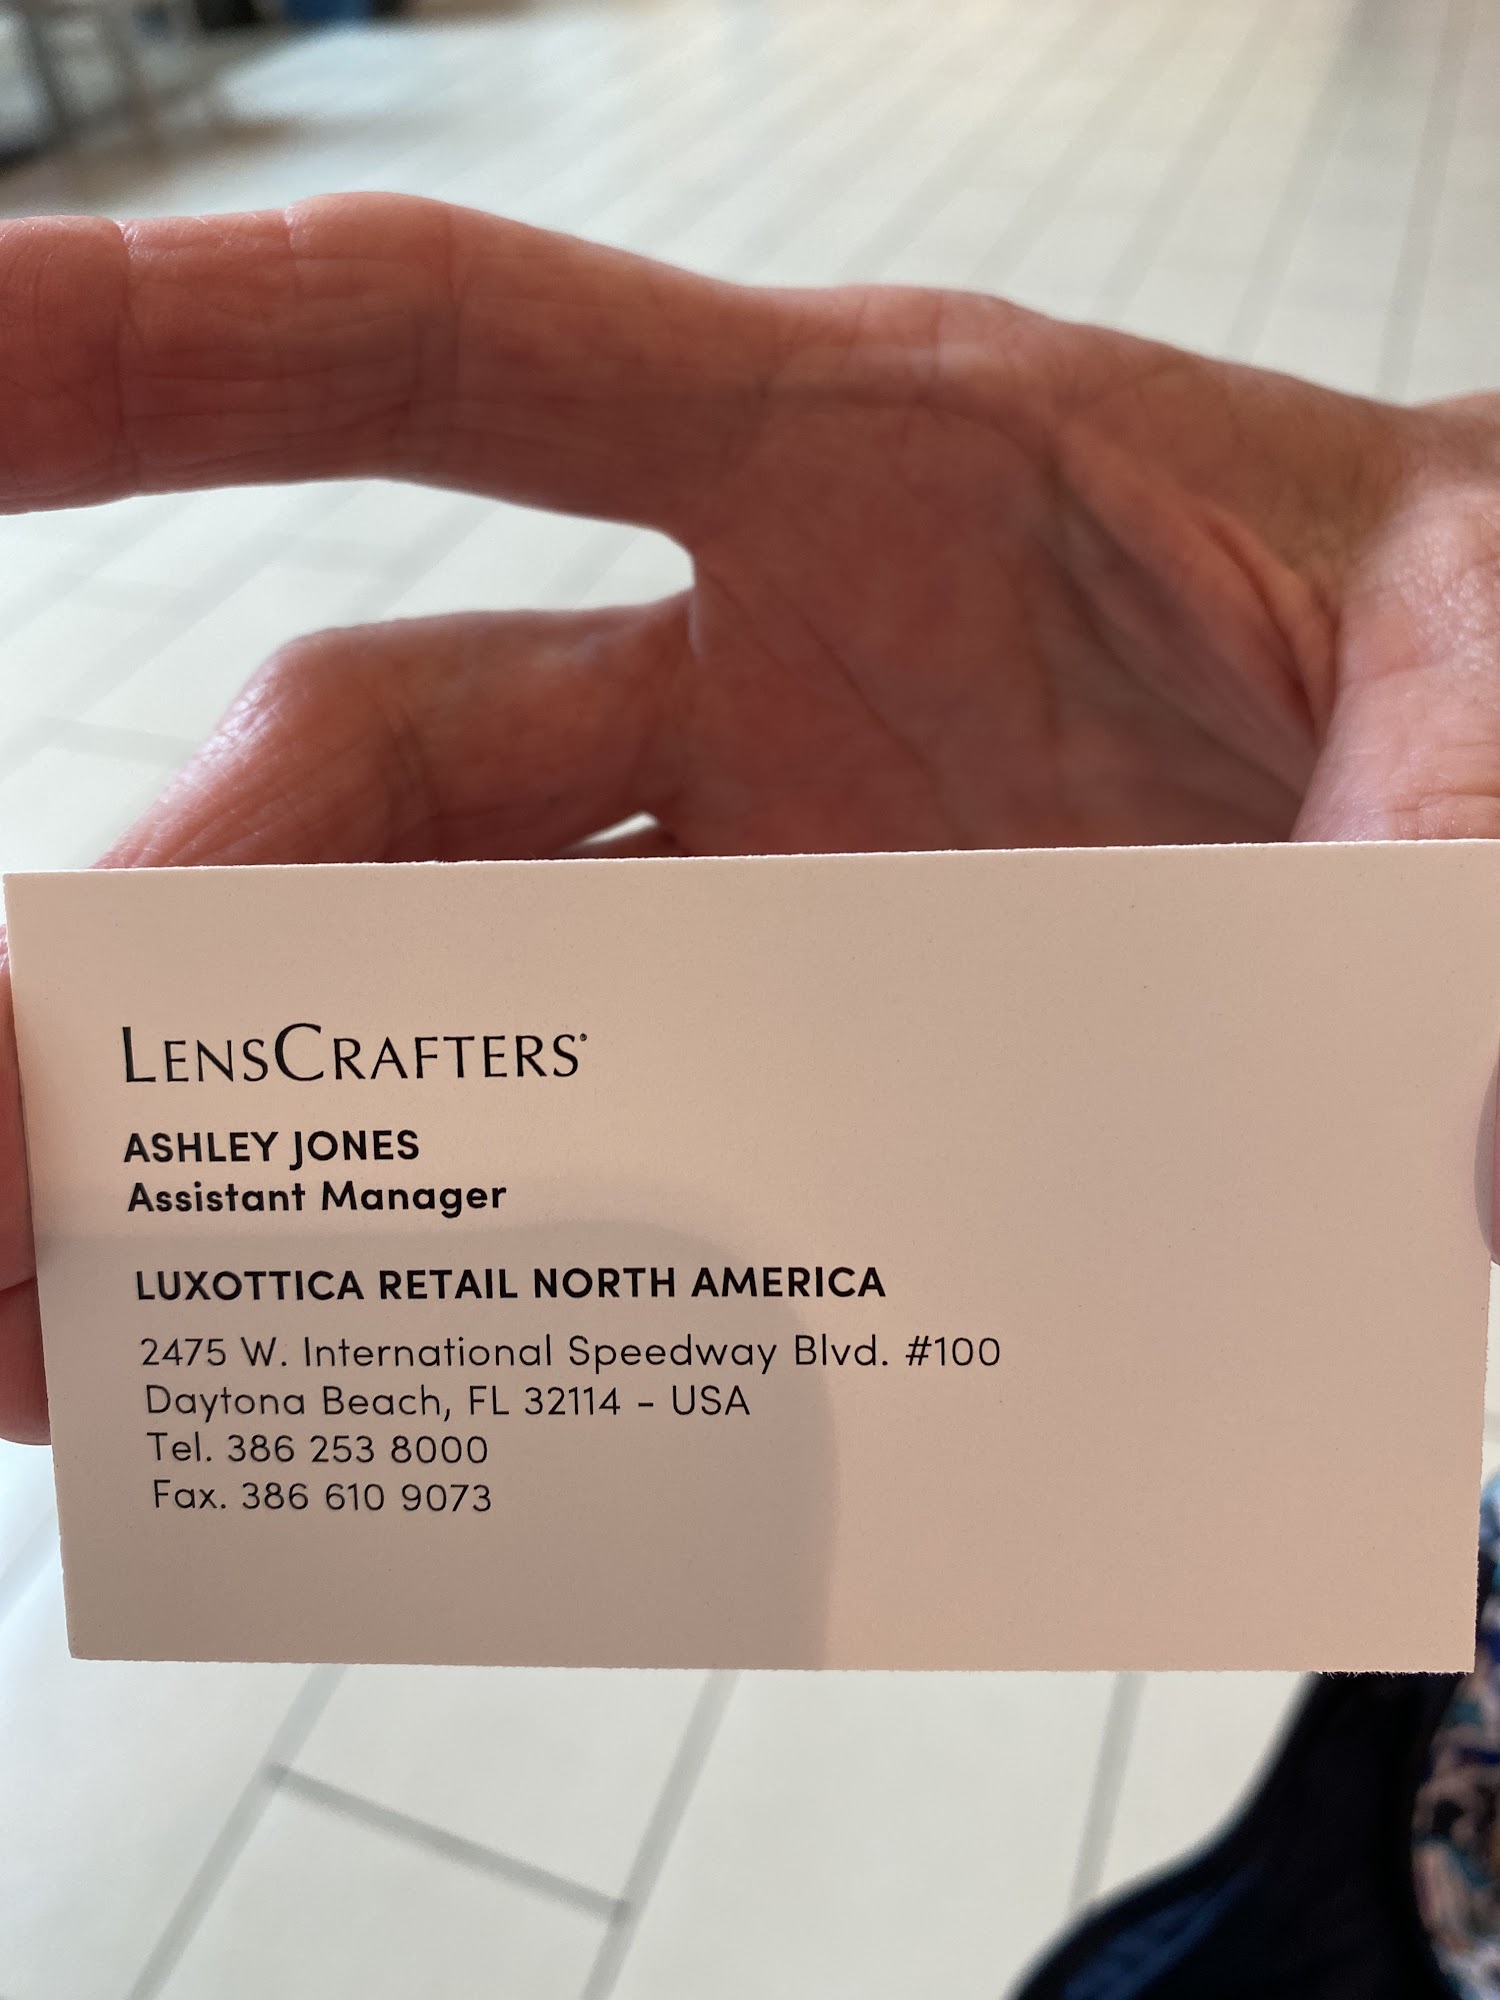 LENSCRAFTERS®
ASHLEY JONES
Assistant Manager
LUXOTTICA RETAIL NORTH AMERICA
2475 W. International Speedway Blvd. #100
Daytona Beach, FL 32114 - USA
Tel. 386 253 8000
Fax. 386 610 9073